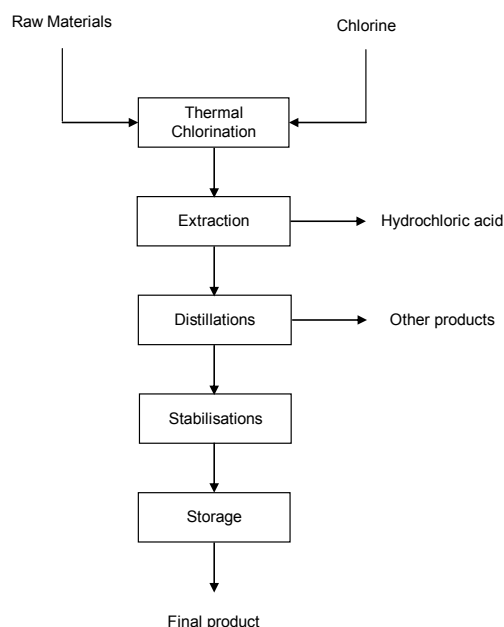 Raw Materials
Chlorine
Thermal
Chlorination
Extraction
Hydrochloric acid
Distillations
Other products
Stabilisations
Storage
Final product